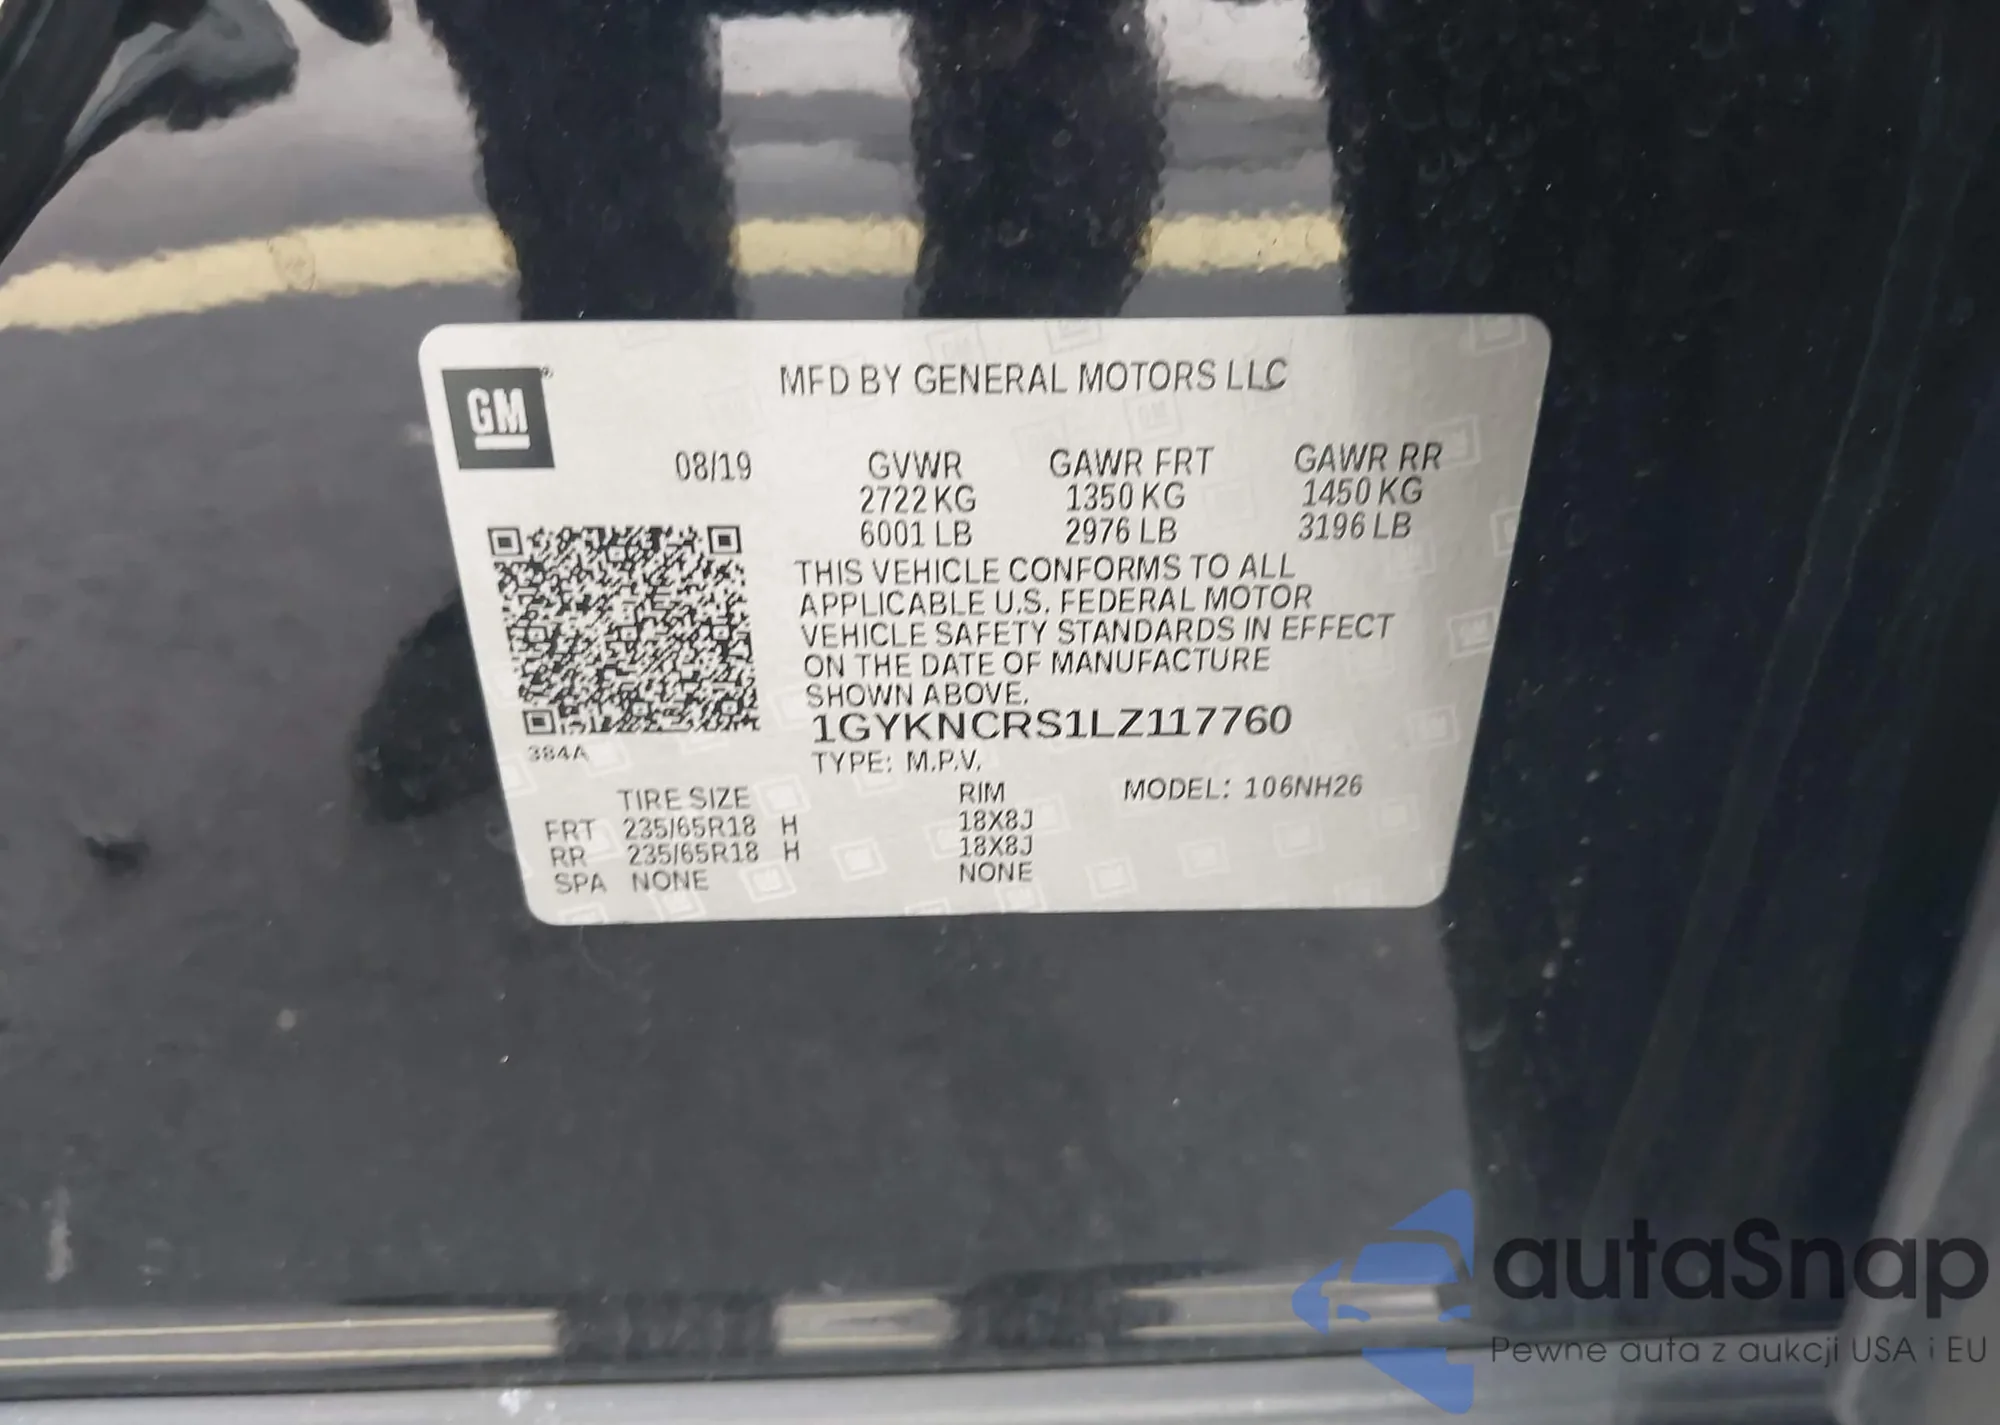 GM
MFD BY GENERAL MOTORS LLC
08/19 GVWR GAWR FRT GAWR RR
2722 KG 1350 KG 1450 KG
6001 LB 2976 LB 3196 LB
THIS VEHICLE CONFORMS TO ALL
APPLICABLE U.S. FEDERAL MOTOR
VEHICLE SAFETY STANDARDS IN EFFECT
ON THE DATE OF MANUFACTURE
SHOWN ABOVE.
1GYKNCRS1LZ117760
384A
TYPE: M.P.V.
TIRE SIZE RIM MODEL: 106NH26
FRT 235/65R18 H 18X8J
RR 235/65R18 H 18X8J
SPA NONE NONE
autaSnap
Pewne auta z aukcji USA i EU